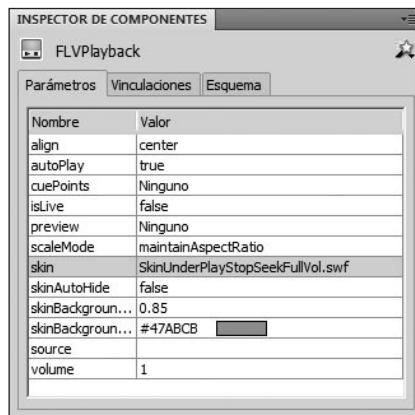 INSPECTOR DE COMPONENTES
FLVPlayback
Parámetros Vinculaciones Esquema
Nombre Valor
align center
autoPlay true
cuePoints Ninguno
isLive false
preview Ninguno
scaleMode maintainAspectRatio
skin SkinUnderPlayStopSeekFullVol.swf
skinAutoHide false
skinBackgroun... 0.85
skinBackgroun... #47ABCB
source
volume 1